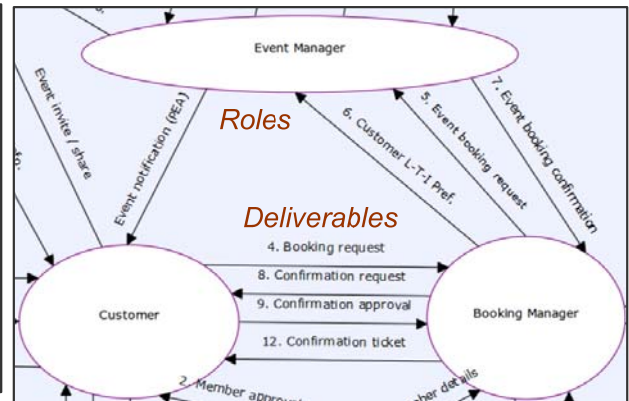 Event Manager
Event invite / share
Event notification (PEA)
Roles
6. Customer L-T-I Pref.
5. Event booking request
7. Event booking confirmation
Deliverables
4. Booking request
8. Confirmation request
9. Confirmation approval
12. Confirmation ticket
Customer
Booking Manager
2. Member
details